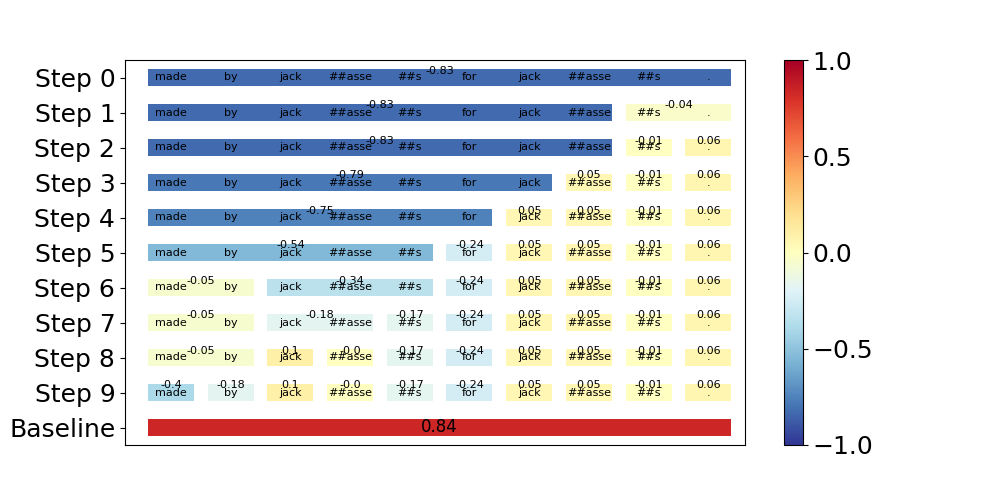 Step 0 made by jack ##asse ##s for jack ##asse ##s . -0.83
Step 1 made by jack ##asse ##s for jack ##asse ##s . -0.83 -0.04
Step 2 made by jack ##asse ##s for jack ##asse ##s . -0.83 -0.01 0.06
Step 3 made by jack ##asse ##s for jack ##asse ##s . -0.79 0.05 -0.01 0.06
Step 4 made by jack ##asse ##s for jack ##asse ##s . -0.75 0.05 0.05 -0.01 0.06
Step 5 made by jack ##asse ##s for jack ##asse ##s . -0.54 -0.24 0.05 0.05 -0.01 0.06
Step 6 made by jack ##asse ##s for jack ##asse ##s . -0.05 -0.34 -0.24 0.05 0.05 -0.01 0.06
Step 7 made by jack ##asse ##s for jack ##asse ##s . -0.05 -0.18 -0.17 -0.24 0.05 0.05 -0.01 0.06
Step 8 made by jack ##asse ##s for jack ##asse ##s . -0.05 0.1 -0.0 -0.17 -0.24 0.05 0.05 -0.01 0.06
Step 9 made by jack ##asse ##s for jack ##asse ##s . -0.4 -0.18 0.1 -0.0 -0.17 -0.24 0.05 0.05 -0.01 0.06
Baseline 0.84
1.0
0.5
0.0
−0.5
−1.0